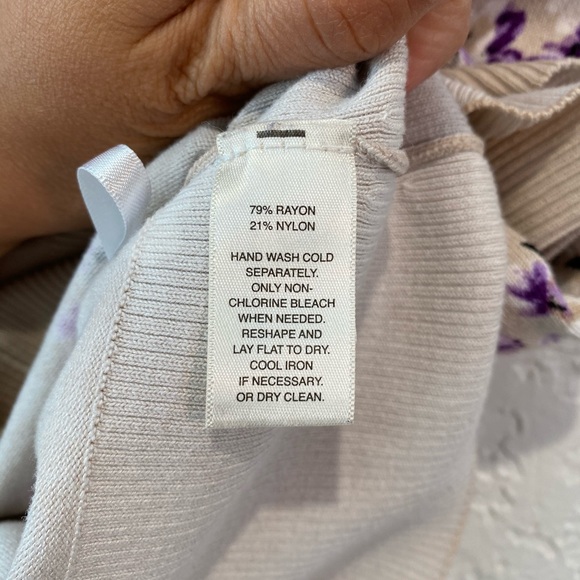 79% RAYON
21% NYLON
HAND WASH COLD
SEPARATELY.
ONLY NON-
CHLORINE BLEACH
WHEN NEEDED.
RESHAPE AND
LAY FLAT TO DRY.
COOL IRON
IF NECESSARY.
OR DRY CLEAN.